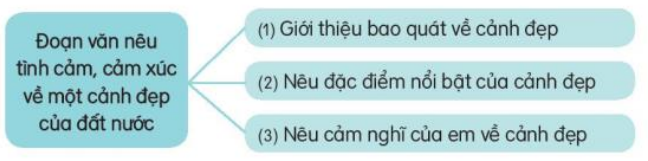 Đoạn văn nêu
tình cảm, cảm xúc
về một cảnh đẹp
của đất nước
(1) Giới thiệu bao quát về cảnh đẹp
(2) Nêu đặc điểm nổi bật của cảnh đẹp
(3) Nêu cảm nghĩ của em về cảnh đẹp